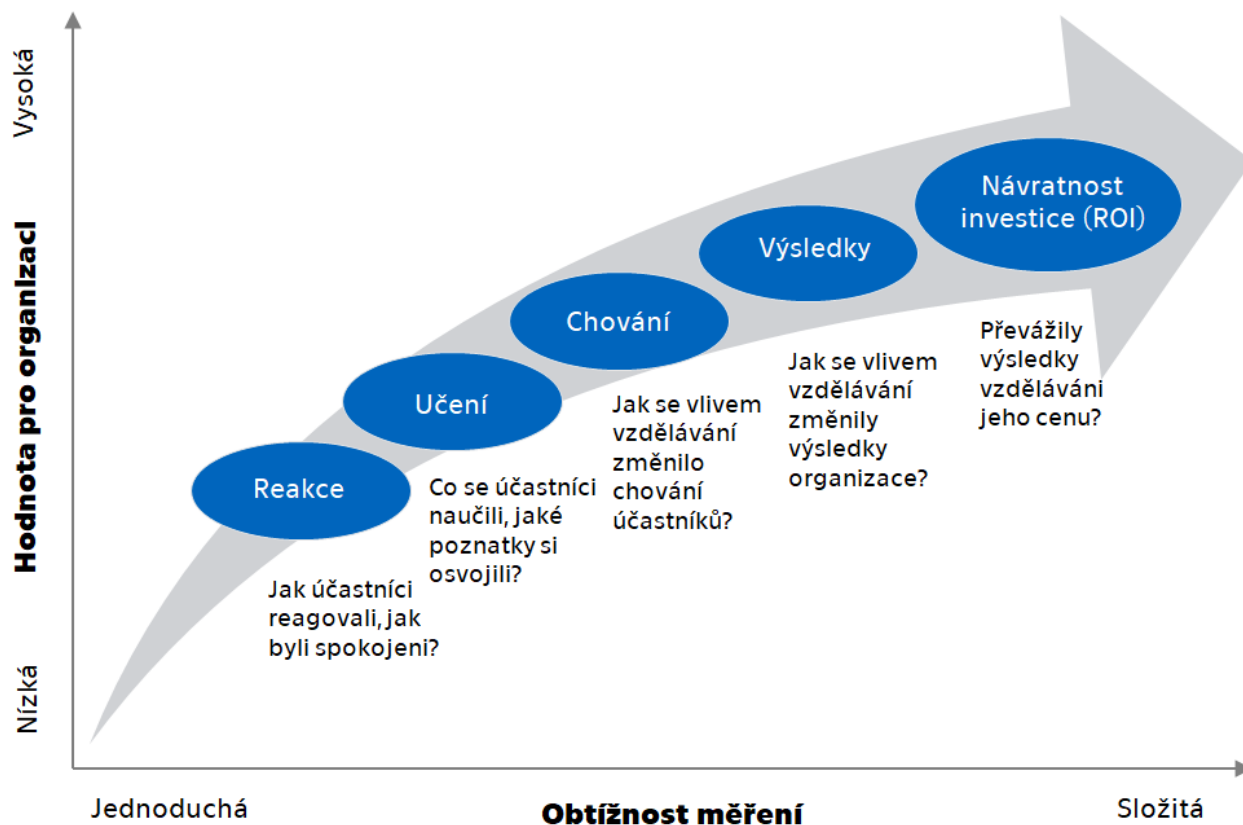 Vysoká
Hodnota pro organizaci
Nízká
Návratnost
investice (ROI)
Výsledky
Chování
Učení
Reakce
Převážily
výsledky
vzděláváni
jeho cenu?
Jak se vlivem
vzdělávání
změnily
výsledky
organizace?
Jak se vlivem
vzdělávání
změnilo
chování
účastníků?
Co se účastníci
naučili, jaké
poznatky si
osvojili?
Jak účastníci
reagovali, jak
byli spokojeni?
Jednoduchá
Obtížnost měření
Složitá